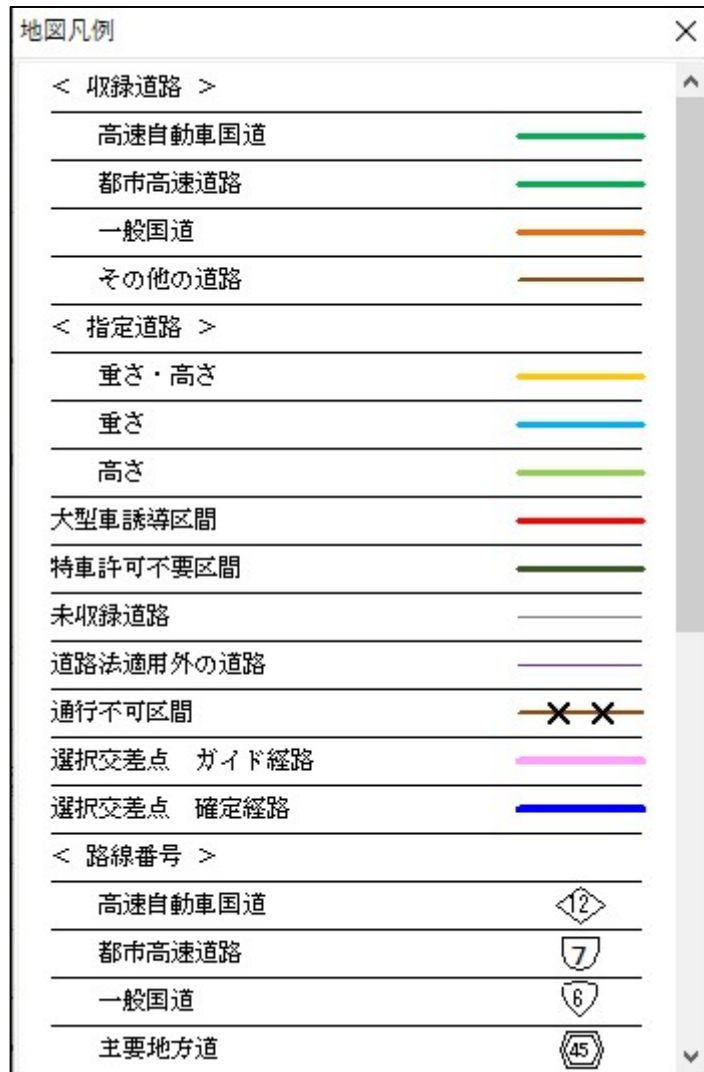 地図凡例
< 収録道路 >
高速自動車国道
都市高速道路
一般国道
その他の道路
< 指定道路 >
重さ・高さ
重さ
高さ
大型車誘導区間
特車許可不要区間
未収録道路
道路法適用外の道路
通行不可区間
選択交差点 ガイド経路
選択交差点 確定経路
< 路線番号 >
高速自動車国道 12
都市高速道路 7
一般国道 6
主要地方道 45